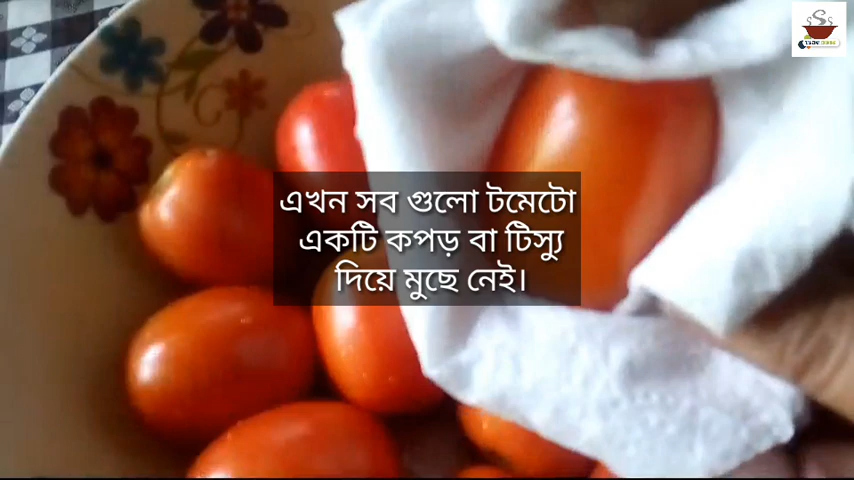 এখন সব গুলো টমেটো
একটি কপড় বা টিস্যু
দিয়ে মুছে নেই।